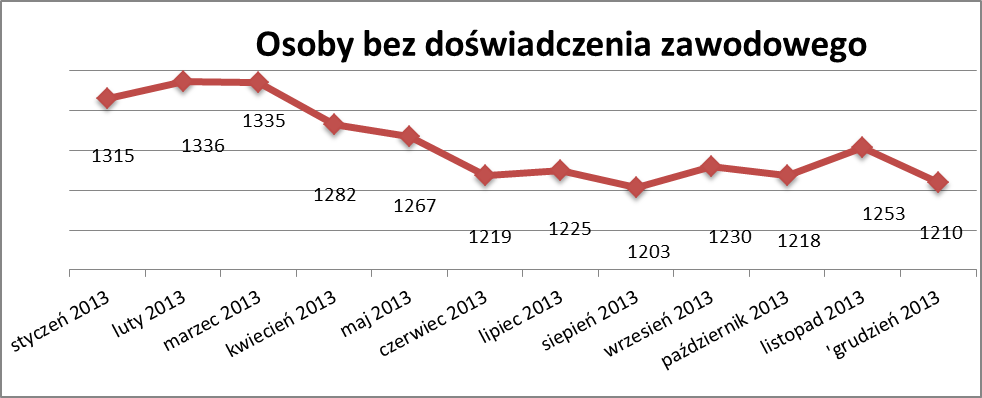 Osoby bez doświadczenia zawodowego
1315
1336
1335
1282
1267
1219
1225
1203
1230
1218
1253
1210
styczeń 2013
luty 2013
marzec 2013
kwiecień 2013
maj 2013
czerwiec 2013
lipiec 2013
siepień 2013
wrzesień 2013
październik 2013
listopad 2013
'grudzień 2013